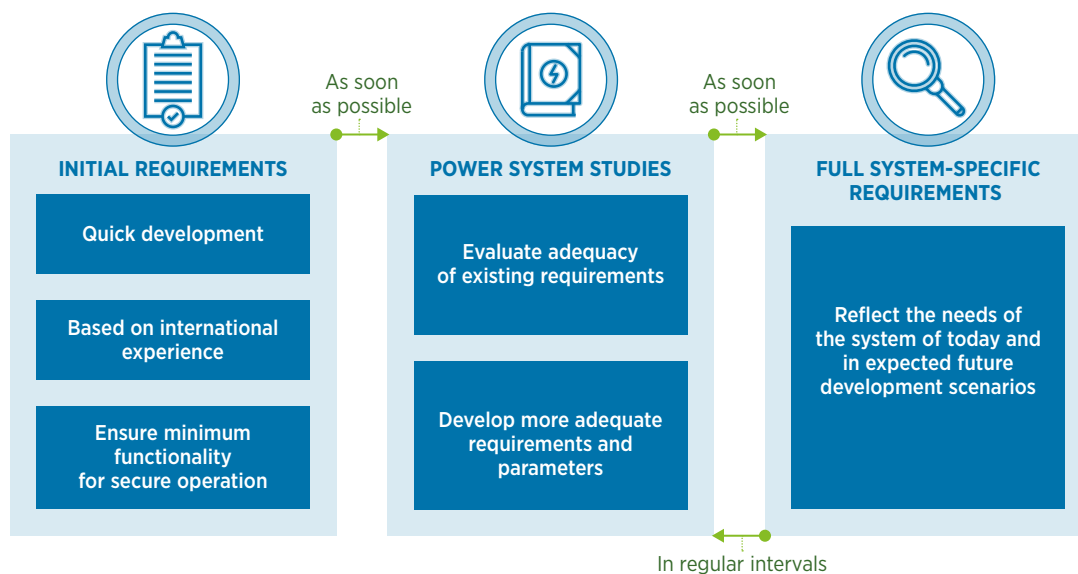 As soon
as possible
As soon
as possible
INITIAL REQUIREMENTS
Quick development
Based on international
experience
Ensure minimum
functionality
for secure operation
POWER SYSTEM STUDIES
Evaluate adequacy
of existing requirements
Develop more adequate
requirements and
parameters
FULL SYSTEM-SPECIFIC
REQUIREMENTS
Reflect the needs of
the system of today and
in expected future
development scenarios
In regular intervals